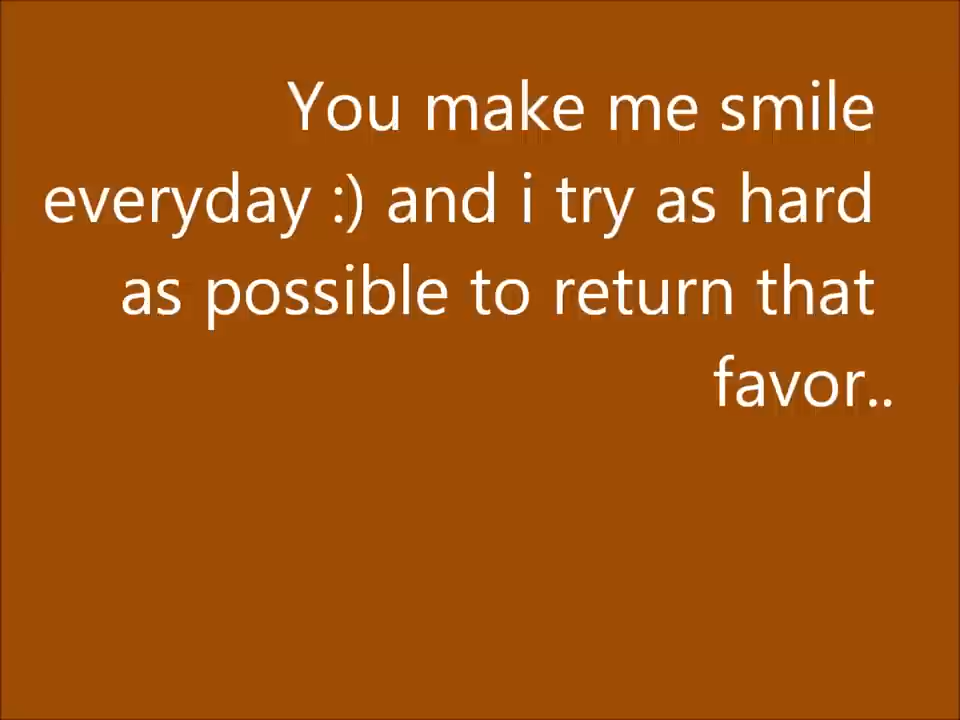 You make me smile
everyday :) and i try as hard
as possible to return that
favor..